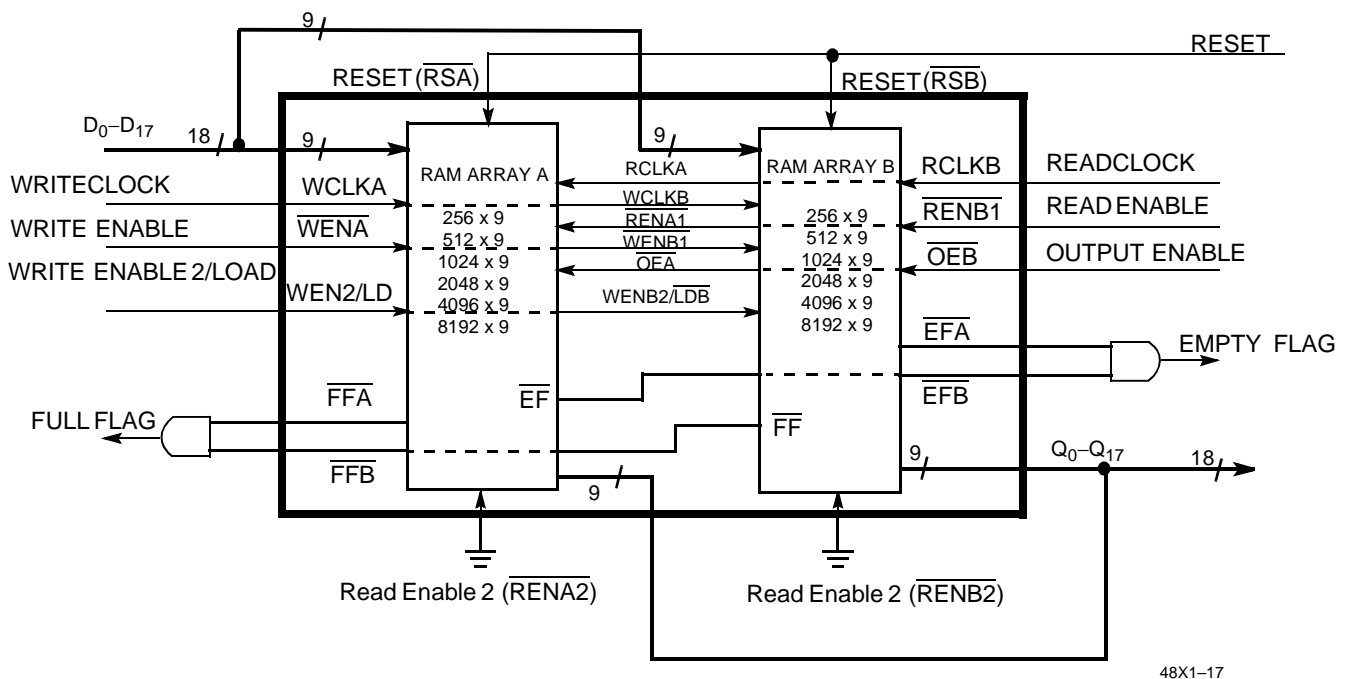 9
RESET
RESET (RSA)
RESET (RSB)
D0–D17
18
9
9
RAM ARRAY A
RCLKA
RAM ARRAY B
RCLKB
READCLOCK
WRITECLOCK
WCLKA
WCLKB
256 x 9
RENA1
256 x 9
RENB1
READ ENABLE
WRITE ENABLE
WENA
512 x 9
WENB1
512 x 9
1024 x 9
OEA
1024 x 9
OEB
OUTPUT ENABLE
WRITE ENABLE 2/LOAD
2048 x 9
2048 x 9
WEN2/LD
4096 x 9
WENB2/LDB
4096 x 9
8192 x 9
8192 x 9
EFA
EMPTY FLAG
FFA
EF
EFB
FULL FLAG
FF
FFB
9
9
Q0–Q17
18
Read Enable 2 (RENA2)
Read Enable 2 (RENB2)
48X1–17